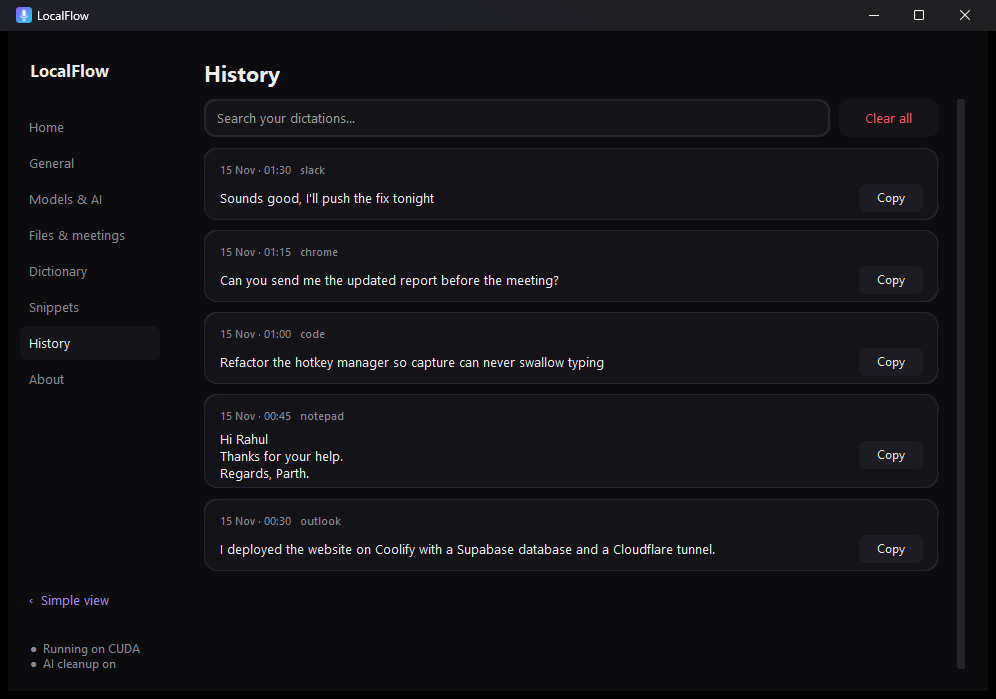 LocalFlow
LocalFlow
Home
General
Models & AI
Files & meetings
Dictionary
Snippets
History
About
‹ Simple view
● Running on CUDA
● AI cleanup on
History
Search your dictations...
Clear all
15 Nov · 01:30 slack
Sounds good, I'll push the fix tonight
Copy
15 Nov · 01:15 chrome
Can you send me the updated report before the meeting?
Copy
15 Nov · 01:00 code
Refactor the hotkey manager so capture can never swallow typing
Copy
15 Nov · 00:45 notepad
Hi Rahul
Thanks for your help.
Regards, Parth.
Copy
15 Nov · 00:30 outlook
I deployed the website on Coolify with a Supabase database and a Cloudflare tunnel.
Copy